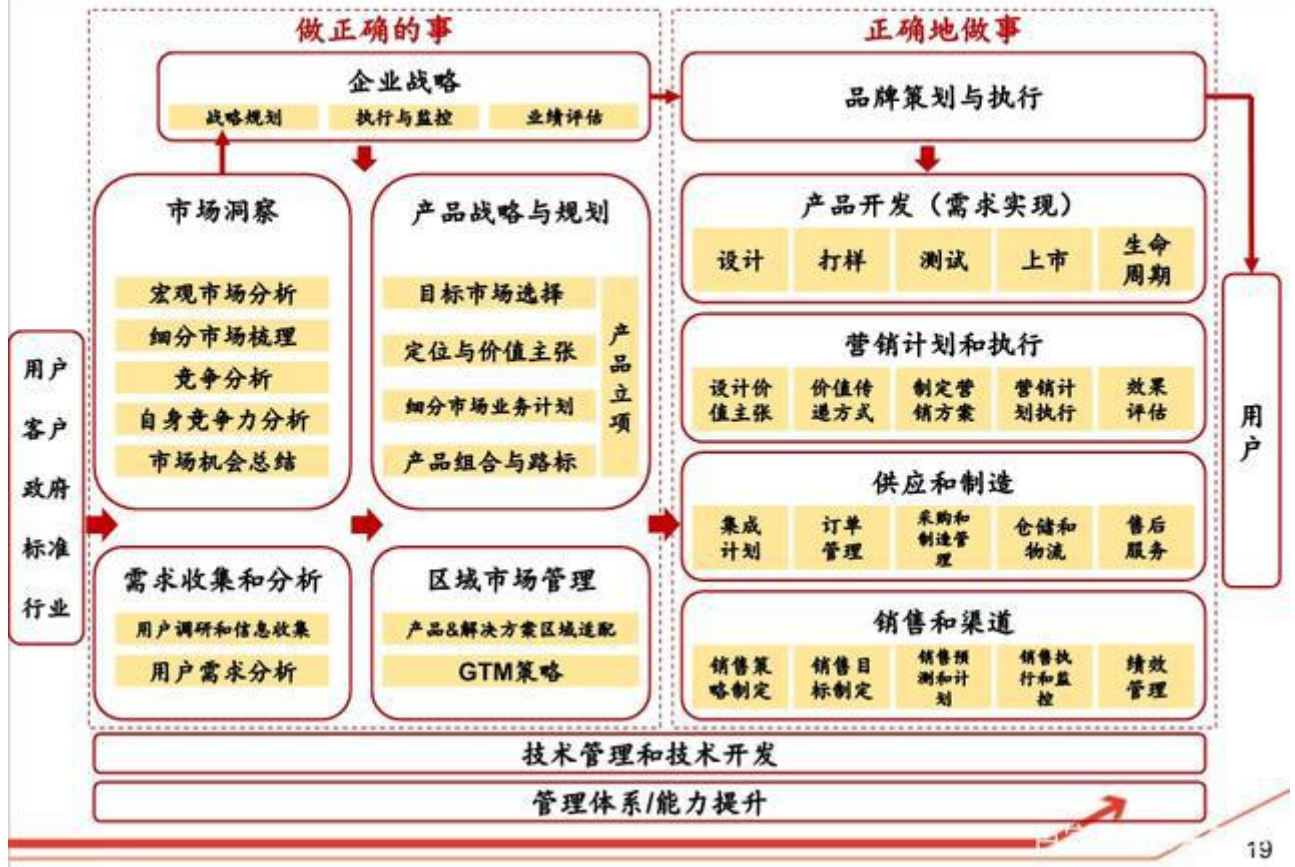 做正确的事
企业战略
战略规划
执行与监控
业绩评估
市场洞察
宏观市场分析
细分市场梳理
竞争分析
自身竞争力分析
市场机会总结
产品战略与规划
目标市场选择
定位与价值主张
细分市场业务计划
产品组合与路标
产
品
立
项
用户
客户
政府
标准
行业
需求收集和分析
用户调研和信息收集
用户需求分析
区域市场管理
产品&解决方案区域适配
GTM策略
正确地做事
品牌策划与执行
产品开发（需求实现）
设计
打样
测试
上市
生命
周期
营销计划和执行
设计价
值主张
价值传
递方式
制定营
销方案
营销计
划执行
效果
评估
供应和制造
集成
计划
订单
管理
采购和
制造管
理
仓储和
物流
售后
服务
销售和渠道
销售策
略制定
销售目
标制定
销售预
测和计
划
销售执
行和监
控
绩效
管理
用
户
技术管理和技术开发
管理体系/能力提升
19